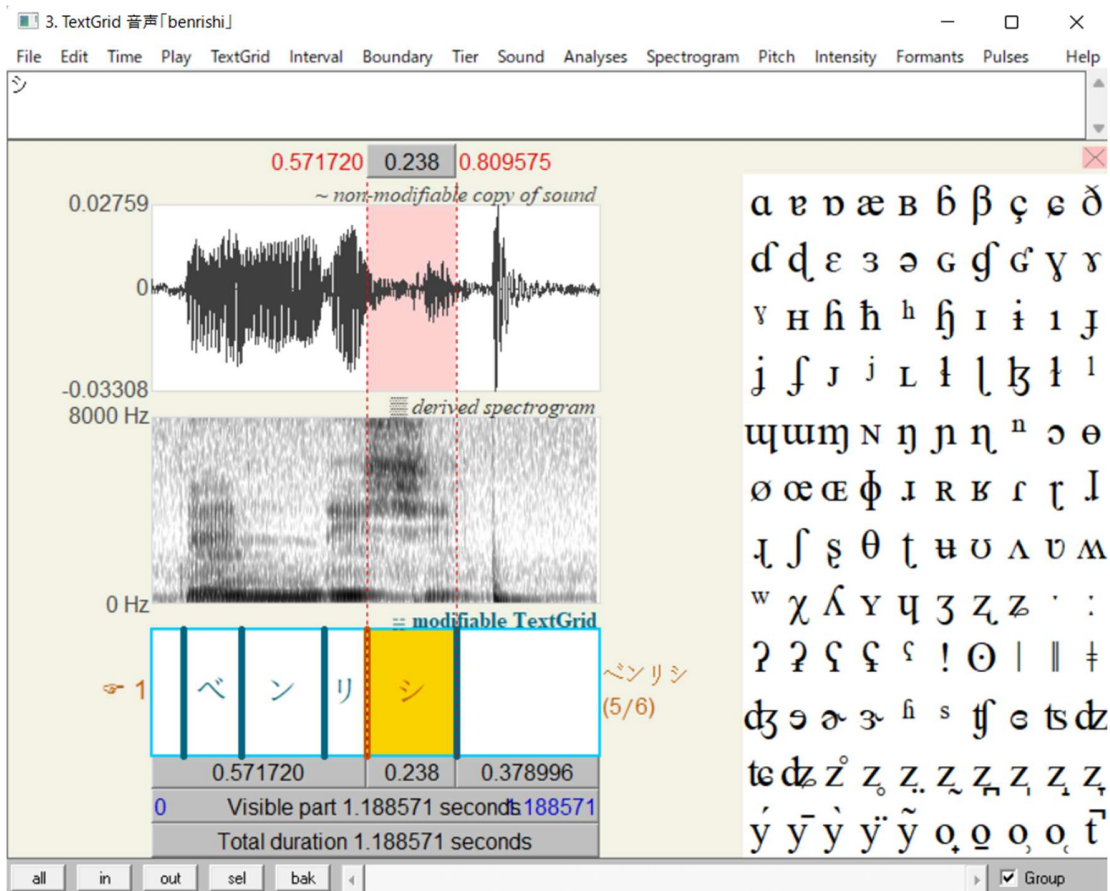 3. TextGrid 音声「benrishi」
File Edit Time Play TextGrid Interval Boundary Tier Sound Analyses Spectrogram Pitch Intensity Formants Pulses Help
シ
0.571720 0.238 0.809575
~ non-modifiable copy of sound
0.02759
0
-0.03308
8000 Hz
derived spectrogram
0 Hz
modifiable TextGrid
☞ 1 ベ ン リ シ ベンリシ
(5/6)
0.571720 0.238 0.378996
0 Visible part 1.188571 seconds 1.188571
Total duration 1.188571 seconds
all in out sel bak Group
ɑ ɐ ɒ æ ʙ ɓ β ç ɕ ð
ɗ ɖ ɛ ɜ ə ɢ ɠ ʛ ɣ ɤ
ˠ ʜ ɦ ħ ʰ ɧ ɪ ɨ ɟ
ʝ ʄ ʲ ʟ ɭ ɮ ɫ ˡ
ɰ ɯ ɱ ɴ ŋ ɲ ɳ ⁿ ɔ ɵ
ø œ ɶ ɸ ɹ ʀ ʁ ɾ ɽ ɺ
ɻ ʃ ʂ θ ʈ ʉ ʊ ʌ ʋ ʍ
ʷ χ ʎ ʏ ɥ ʒ ʐ ʑ
ʔ ʡ ʕ ʢ ˤ ! ʘ ǀ ǁ ǂ
ʤ ɘ ɚ ɝ ʱ ˢ ʧ ɞ ʦ ʣ
ʨ ʥ